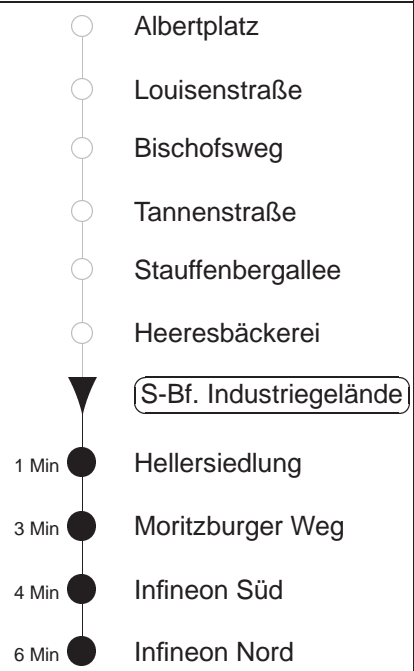 Albertplatz
Louisenstraße
Bischofsweg
Tannenstraße
Stauffenbergallee
Heeresbäckerei
S-Bf. Industriegelände
1 Min Hellersiedlung
3 Min Moritzburger Weg
4 Min Infineon Süd
6 Min Infineon Nord